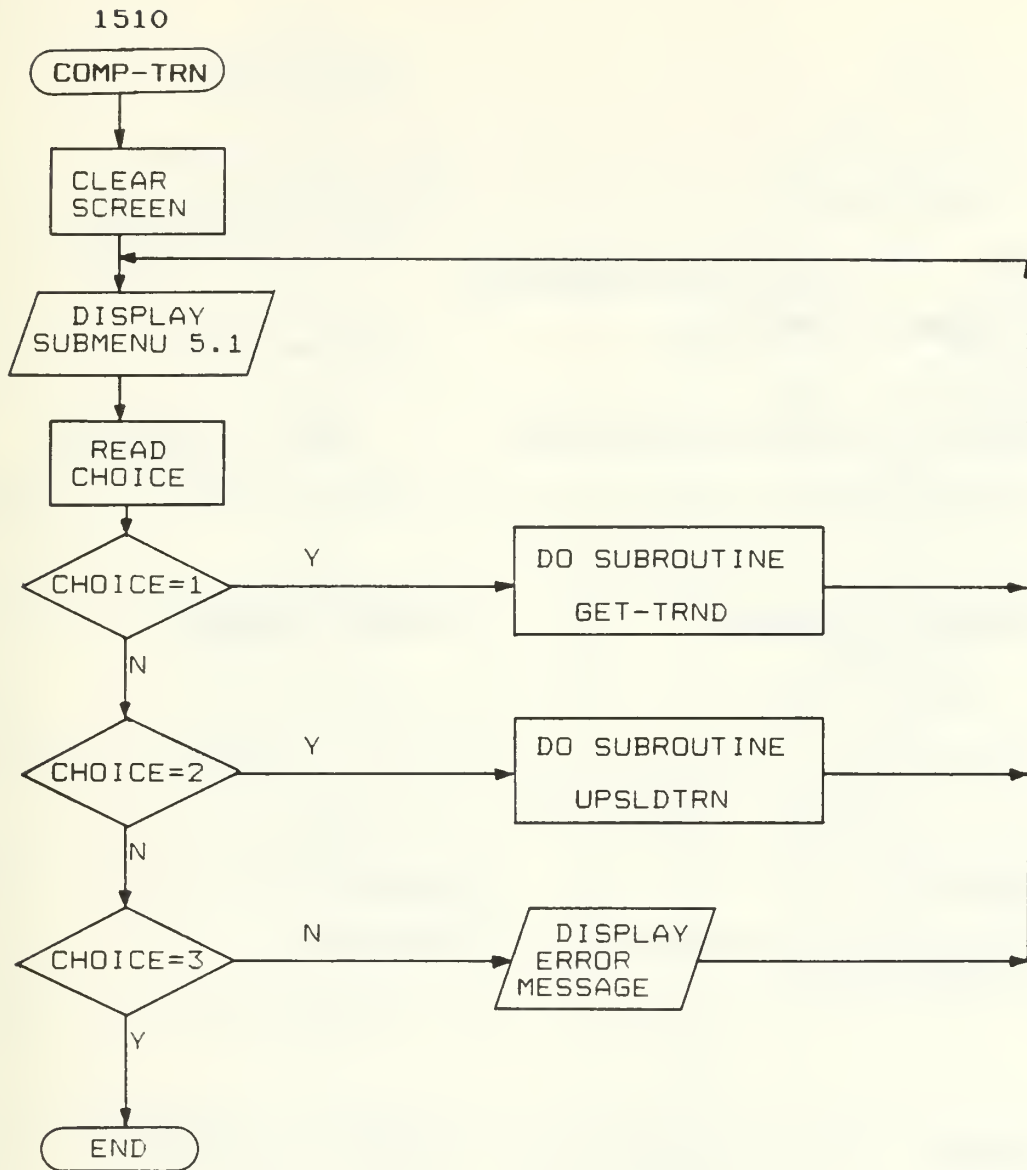 1510
COMP-TRN
CLEAR
SCREEN
DISPLAY
SUBMENU 5.1
READ
CHOICE
CHOICE=1
Y
DO SUBROUTINE
GET-TRND
N
CHOICE=2
Y
DO SUBROUTINE
UPSLDTRN
N
CHOICE=3
N
DISPLAY
ERROR
MESSAGE
Y
END